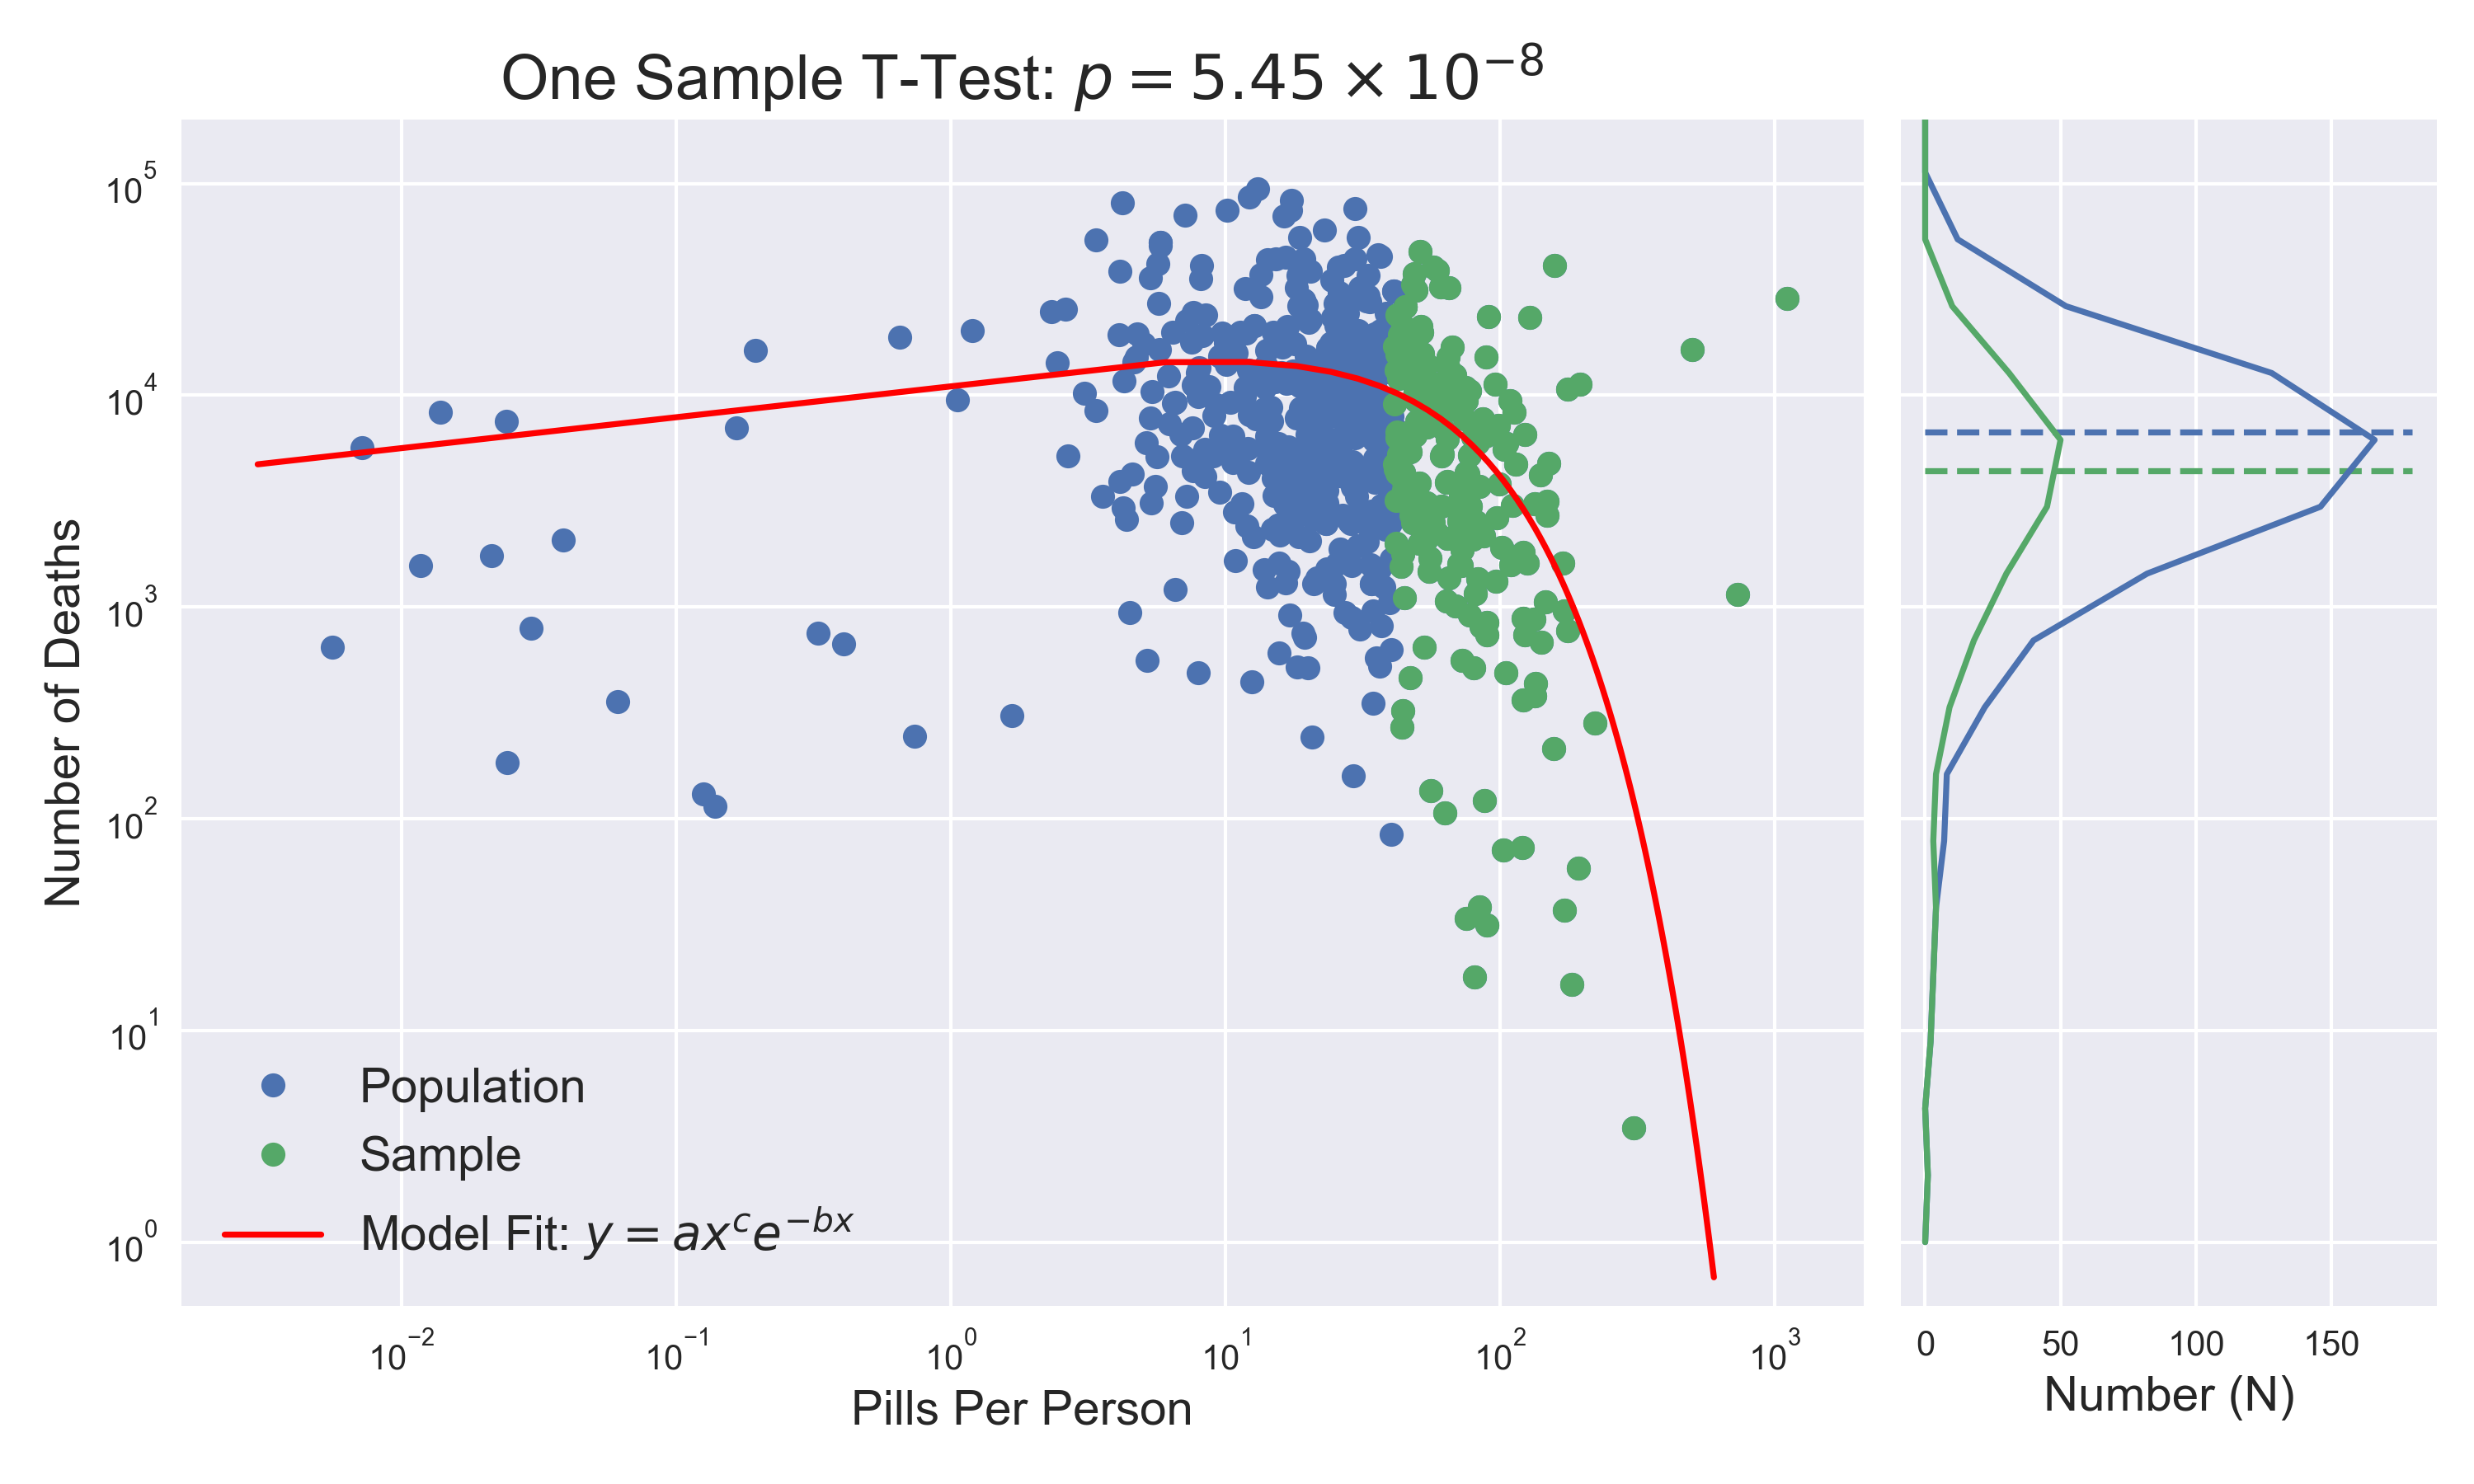 One Sample T-Test: p = 5.45 × 10⁻⁸
10⁵
10⁴
10³
10²
10¹
10⁰
Number of Deaths
Population
Sample
Model Fit: y = axᶜe⁻ᵇˣ
10⁻²
10⁻¹
10⁰
10¹
10²
10³
Pills Per Person
0
50
100
150
Number (N)